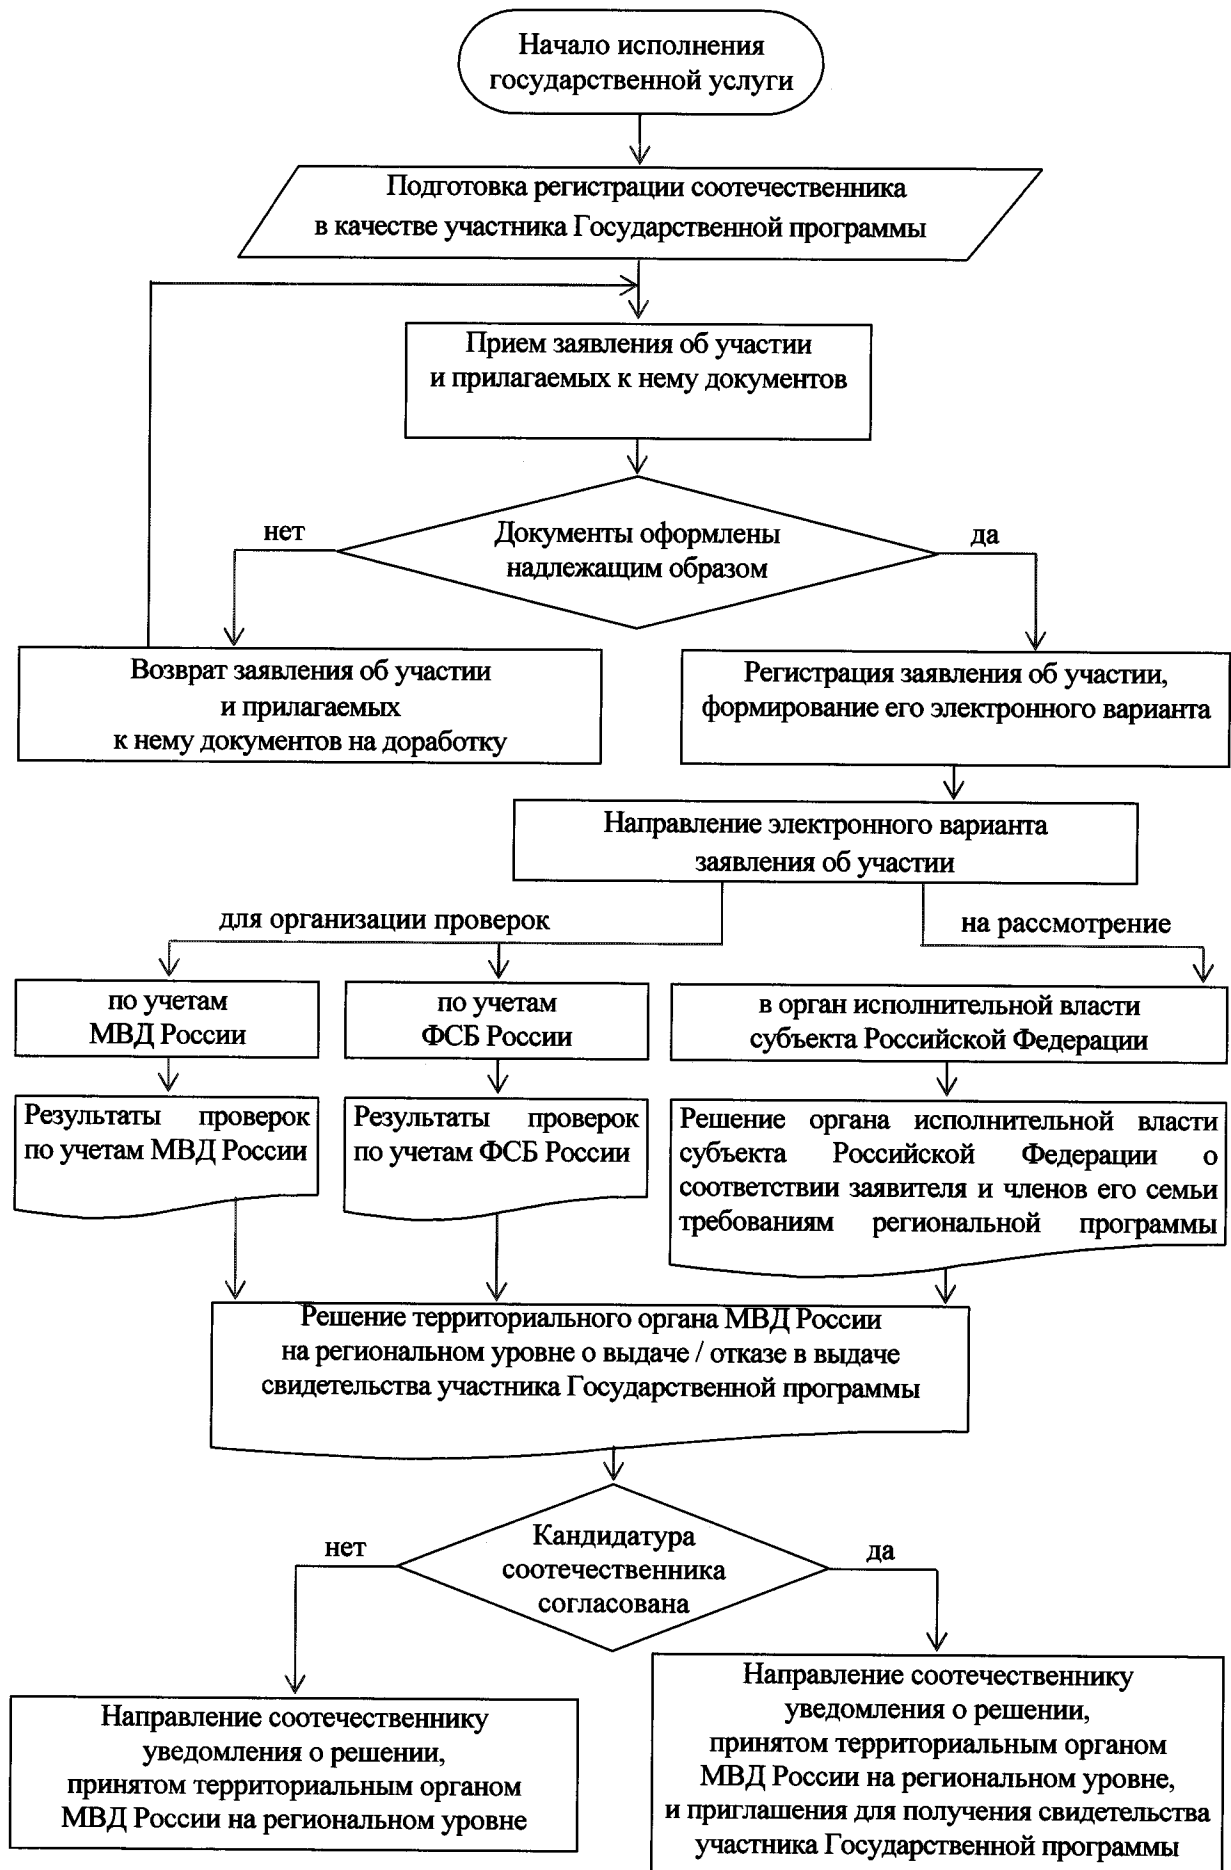 Начало исполнения
государственной услуги
Подготовка регистрации соотечественника
в качестве участника Государственной программы
Прием заявления об участии
и прилагаемых к нему документов
нет
Документы оформлены
надлежащим образом
да
Возврат заявления об участии
и прилагаемых
к нему документов на доработку
Регистрация заявления об участии,
формирование его электронного варианта
Направление электронного варианта
заявления об участии
для организации проверок
на рассмотрение
по учетам
МВД России
по учетам
ФСБ России
в орган исполнительной власти
субъекта Российской Федерации
Результаты проверок
по учетам МВД России
Результаты проверок
по учетам ФСБ России
Решение органа исполнительной власти
субъекта Российской Федерации о
соответствии заявителя и членов его семьи
требованиям региональной программы
Решение территориального органа МВД России
на региональном уровне о выдаче / отказе в выдаче
свидетельства участника Государственной программы
нет
Кандидатура
соотечественника
согласована
да
Направление соотечественнику
уведомления о решении,
принятом территориальным органом
МВД России на региональном уровне
Направление соотечественнику
уведомления о решении,
принятом территориальным органом
МВД России на региональном уровне,
и приглашения для получения свидетельства
участника Государственной программы